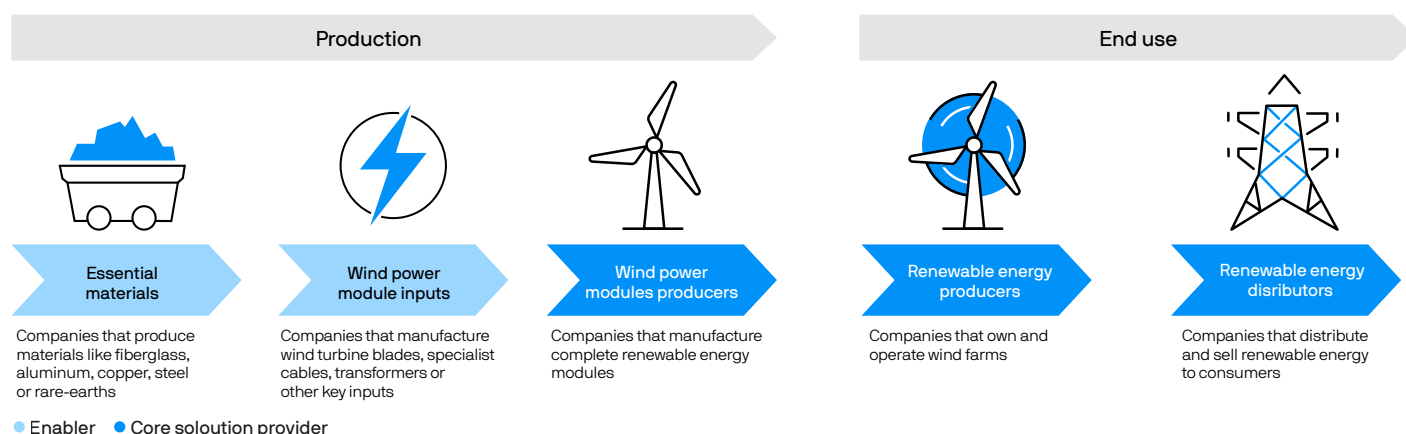 Production
End use
Essential
materials
Wind power
module inputs
Wind power
modules producers
Renewable energy
producers
Renewable energy
disributors
Companies that produce
materials like fiberglass,
aluminum, copper, steel
or rare-earths
Companies that manufacture
wind turbine blades, specialist
cables, transformers or
other key inputs
Companies that manufacture
complete renewable energy
modules
Companies that own and
operate wind farms
Companies that distribute
and sell renewable energy
to consumers
Enabler
Core soloution provider